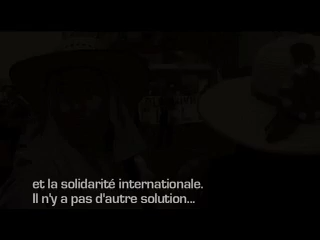 et la solidarité internationale.
Il n'y a pas d'autre solution...